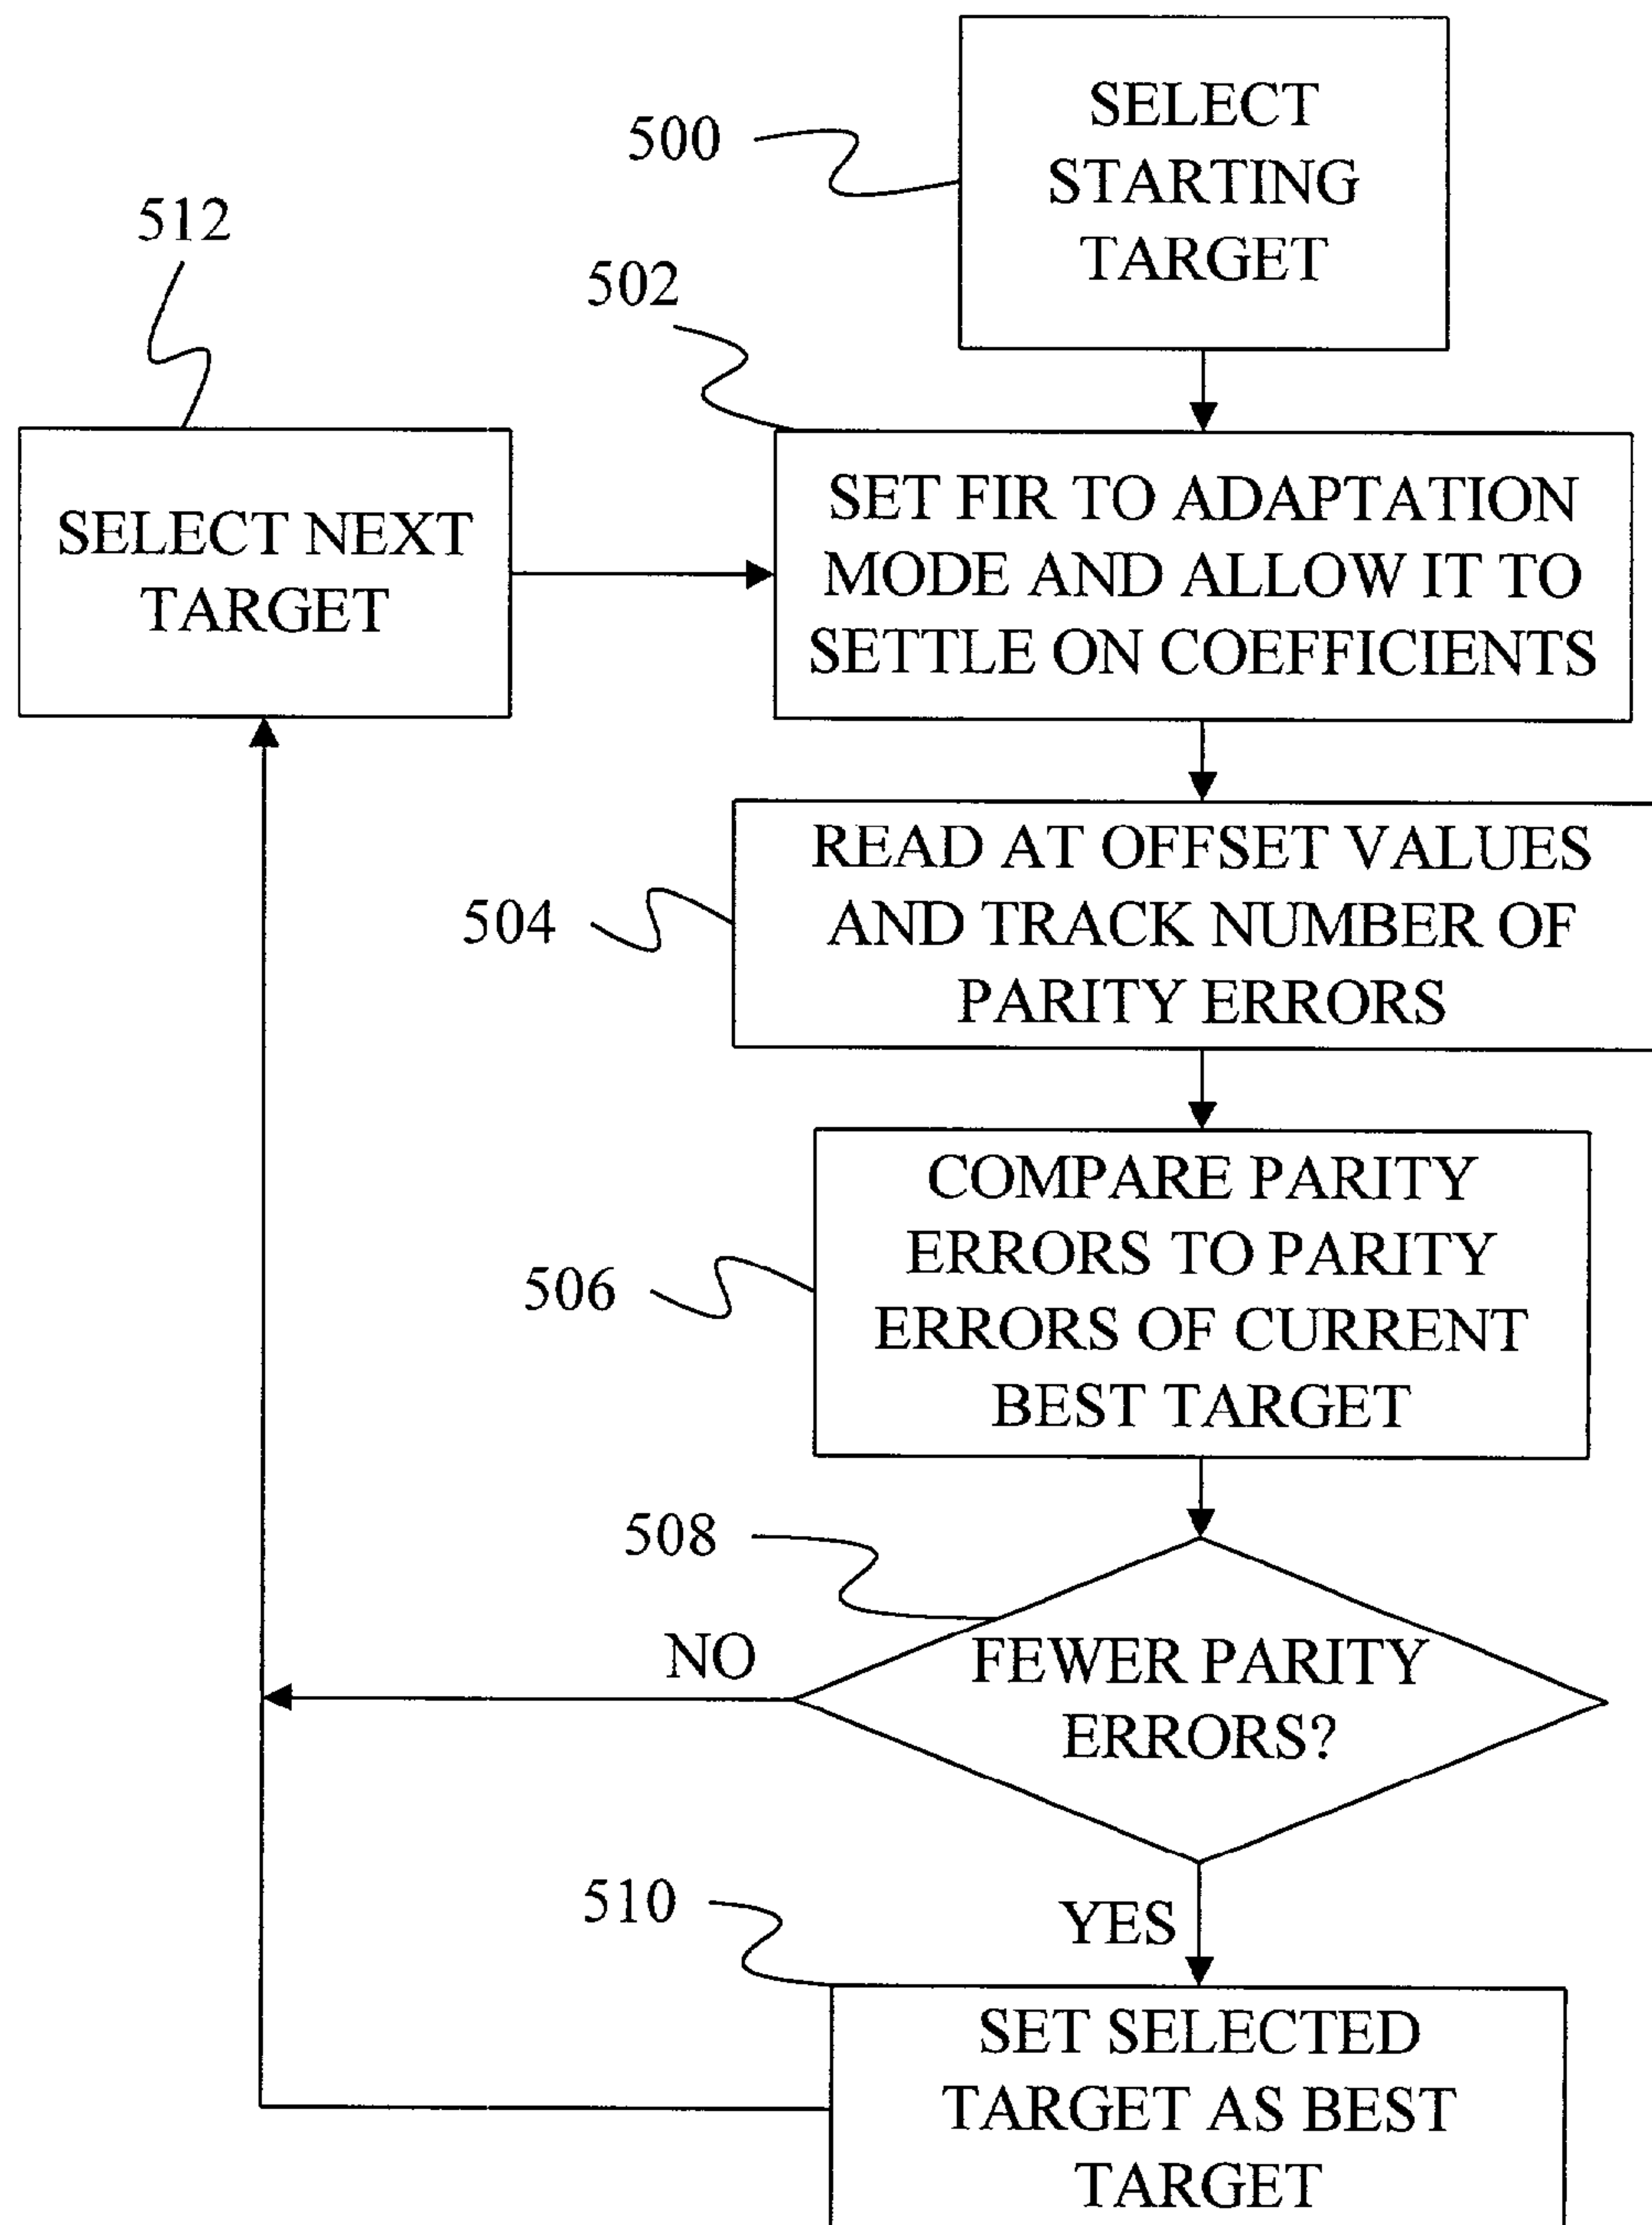 500
SELECT
STARTING
TARGET
512
502
SELECT NEXT
TARGET
SET FIR TO ADAPTATION
MODE AND ALLOW IT TO
SETTLE ON COEFFICIENTS
504
READ AT OFFSET VALUES
AND TRACK NUMBER OF
PARITY ERRORS
506
COMPARE PARITY
ERRORS TO PARITY
ERRORS OF CURRENT
BEST TARGET
508
NO
FEWER PARITY
ERRORS?
YES
510
SET SELECTED
TARGET AS BEST
TARGET